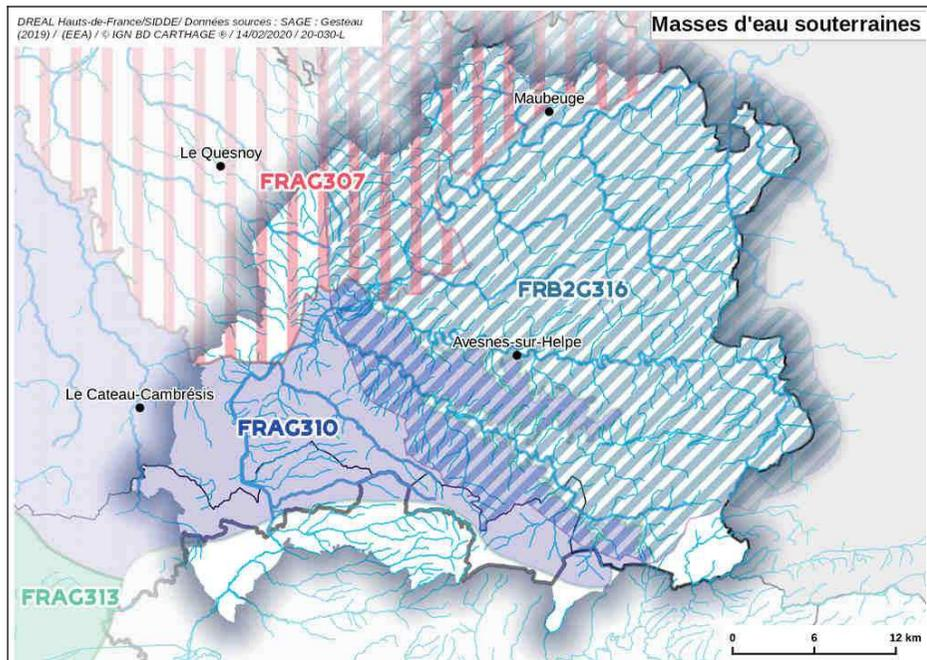 DREAL Hauts-de-France/SIDDE/ Données sources : SAGE : Gesteau
(2019) / (EEA) / © IGN BD CARTHAGE ® / 14/02/2020 / 20-030-L
Masses d'eau souterraines
Maubeuge
Le Quesnoy
FRAG307
FRB2G316
Avesnes-sur-Helpe
Le Cateau-Cambrésis
FRAG310
FRAG313
0 6 12 km